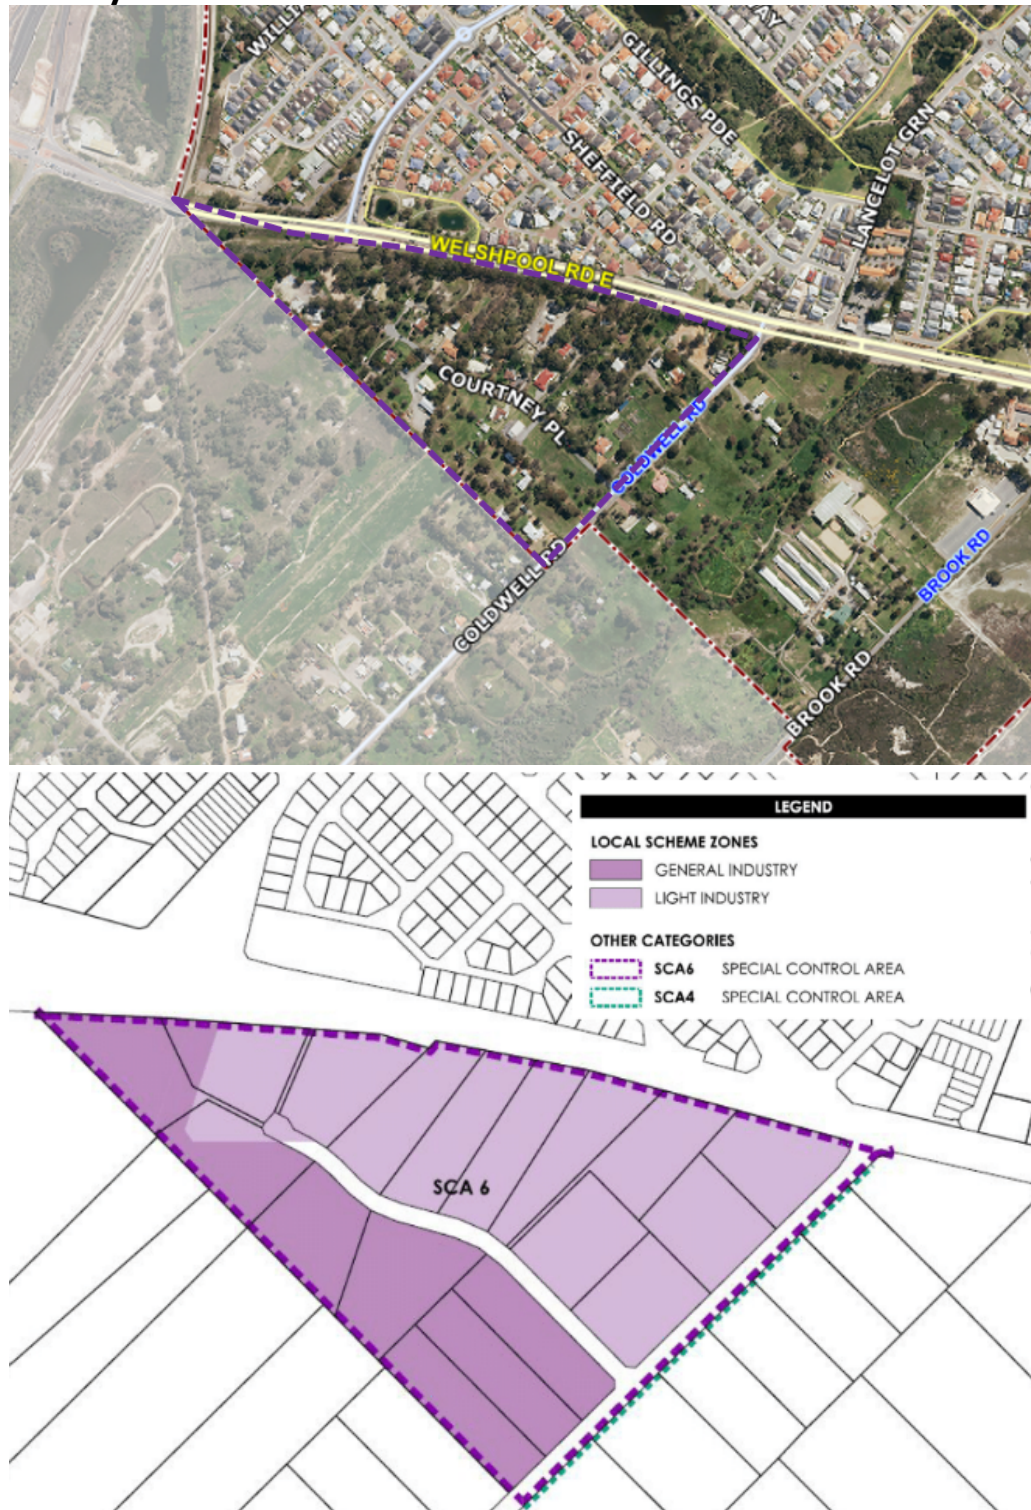 WILLIA
WAY
GILLINGS PDE
SHEFFIELD RD
LANCELOT GRN
WELSHPOOL RD E
COURTNEY PL
COLDWELL RD
COLDWELL RD
BROOK RD
BROOK RD
LEGEND
LOCAL SCHEME ZONES
GENERAL INDUSTRY
LIGHT INDUSTRY
OTHER CATEGORIES
SCA6 SPECIAL CONTROL AREA
SCA4 SPECIAL CONTROL AREA
SCA 6